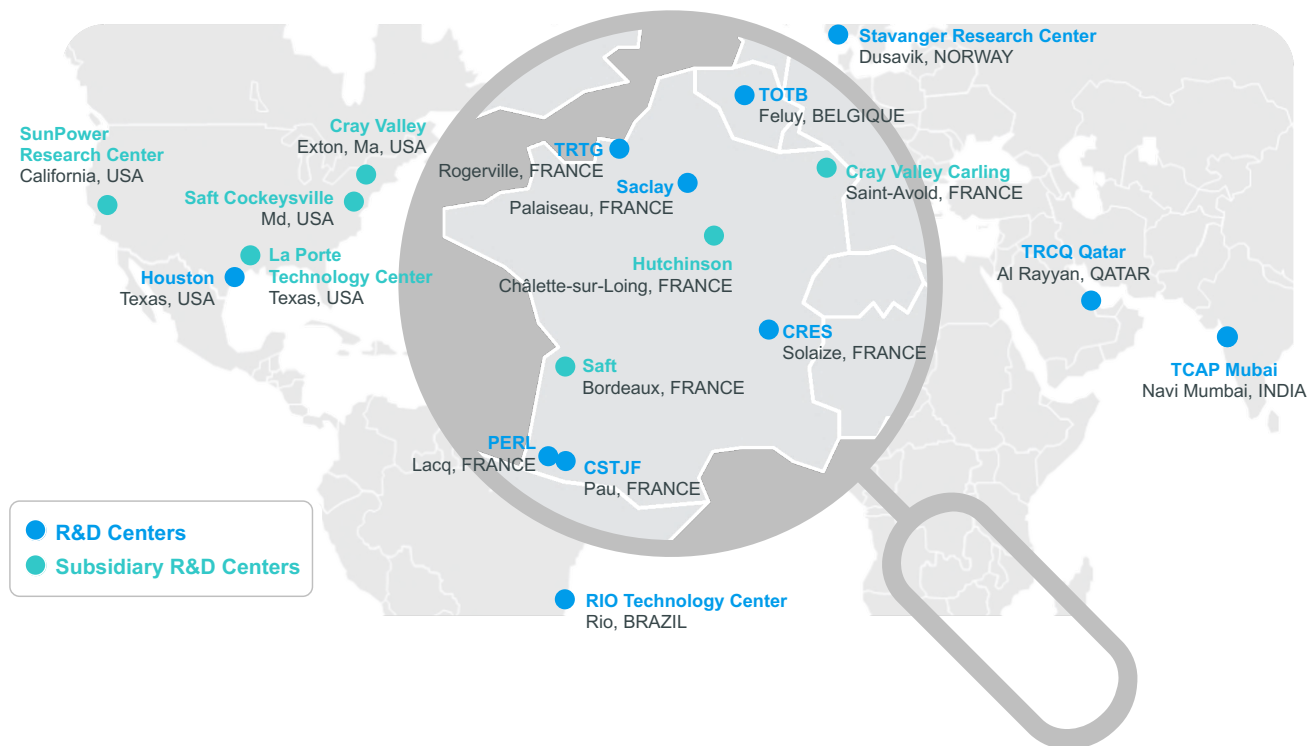 Stavanger Research Center
Dusavik, NORWAY
TOTB
Feluy, BELGIQUE
SunPower
Research Center
California, USA
Cray Valley
Exton, Ma, USA
Saft Cockeysville
Md, USA
TRTG
Rogerville, FRANCE
Saclay
Palaiseau, FRANCE
Cray Valley Carling
Saint-Avold, FRANCE
La Porte
Technology Center
Texas, USA
Houston
Texas, USA
Hutchinson
Châlette-sur-Loing, FRANCE
TRCQ Qatar
Al Rayyan, QATAR
CRES
Solaize, FRANCE
Saft
Bordeaux, FRANCE
TCAP Mubai
Navi Mumbai, INDIA
PERL
Lacq, FRANCE
CSTJF
Pau, FRANCE
R&D Centers
Subsidiary R&D Centers
RIO Technology Center
Rio, BRAZIL